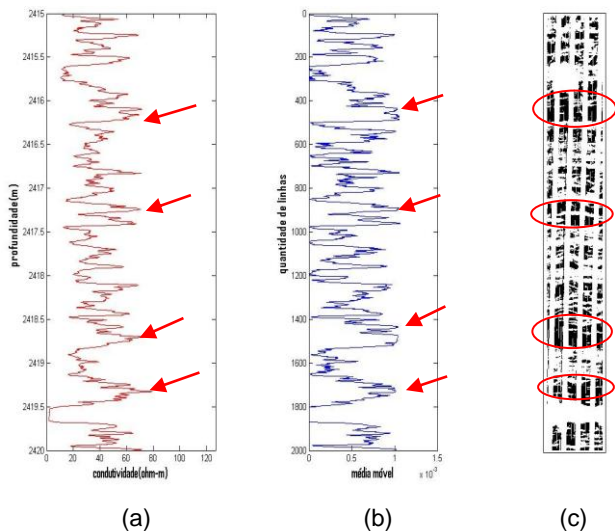 2415
2415.5
2416
2416.5
2417
2417.5
2418
2418.5
2419
2419.5
2420
profundidade(m)
0 20 40 60 80 100 120
condutividade(ohm-m)
(a)
0
200
400
600
800
1000
1200
1400
1600
1800
2000
quantidade de linhas
0 0.5 1 1.5
média móvel
x 10⁻³
(b)
(c)